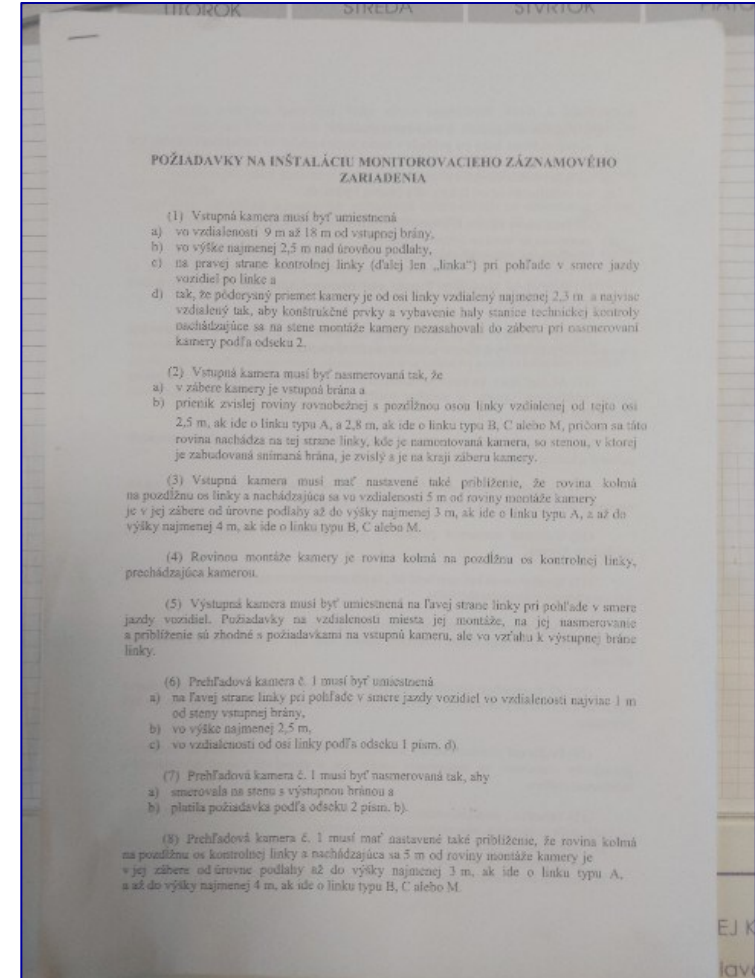 UTOROK STREDA ŠTVRTOK
POŽIADAVKY NA INŠTALÁCIU MONITOROVACIEHO ZÁZNAMOVÉHO
ZARIADENIA
(1) Vstupná kamera musí byť umiestnená
a) vo vzdialenosti 9 m až 18 m od vstupnej brány,
b) vo výške najmenej 2,5 m nad úrovňou podlahy,
c) na pravej strane kontrolnej linky (ďalej len „linka“) pri pohľade v smere jazdy
vozidiel po linke a
d) tak, že pôdorysný priemet kamery je od osi linky vzdialený najmenej 2,3 m a najviac
vzdialený tak, aby konštrukčné prvky a vybavenie haly stanice technickej kontroly
nachádzajúce sa na stene montáže kamery nezasahovali do záberu pri nasmerovaní
kamery podľa odseku 2.
(2) Vstupná kamera musí byť nasmerovaná tak, že
a) v zábere kamery je vstupná brána a
b) prienik zvislej roviny rovnobežnej s pozdĺžnou osou linky vzdialenej od tejto osi
2,5 m, ak ide o linku typu A, a 2,8 m, ak ide o linku typu B, C alebo M, pričom sa táto
rovina nachádza na tej strane linky, kde je namontovaná kamera, so stenou, v ktorej
je zabudovaná snímaná brána, je zvislý a je na kraji záberu kamery.
(3) Vstupná kamera musí mať nastavené také priblíženie, že rovina kolmá
na pozdĺžnu os linky a nachádzajúca sa vo vzdialenosti 5 m od roviny montáže kamery
je v jej zábere od úrovne podlahy až do výšky najmenej 3 m, ak ide o linku typu A, a až do
výšky najmenej 4 m, ak ide o linku typu B, C alebo M.
(4) Rovinou montáže kamery je rovina kolmá na pozdĺžnu os kontrolnej linky,
prechádzajúca kamerou.
(5) Výstupná kamera musí byť umiestnená na ľavej strane linky pri pohľade v smere
jazdy vozidiel. Požiadavky na vzdialenosti miesta jej montáže, na jej nasmerovanie
a priblíženie sú zhodné s požiadavkami na vstupnú kameru, ale vo vzťahu k výstupnej bráne
linky.
(6) Prehľadová kamera č. 1 musí byť umiestnená
a) na ľavej strane linky pri pohľade v smere jazdy vozidiel vo vzdialenosti najviac 1 m
od steny vstupnej brány,
b) vo výške najmenej 2,5 m,
c) vo vzdialenosti od osi linky podľa odseku 1 písm. d).
(7) Prehľadová kamera č. 1 musí byť nasmerovaná tak, aby
a) smerovala na stenu s výstupnou bránou a
b) platila požiadavka podľa odseku 2 písm. b).
(8) Prehľadová kamera č. 1 musí mať nastavené také priblíženie, že rovina kolmá
na pozdĺžnu os kontrolnej linky a nachádzajúca sa 5 m od roviny montáže kamery je
v jej zábere od úrovne podlahy až do výšky najmenej 3 m, ak ide o linku typu A,
a až do výšky najmenej 4 m, ak ide o linku typu B, C alebo M.
EJ K